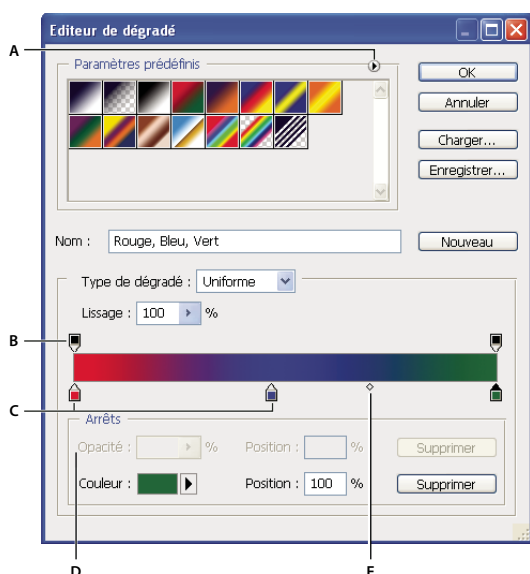 Editeur de dégradé
A
Paramètres prédéfinis
OK
Annuler
Charger...
Enregistrer...
Nom : Rouge, Bleu, Vert
Nouveau
Type de dégradé : Uniforme
Lissage : 100 %
B
C
Arrêts
Opacité : % Position : % Supprimer
Couleur : Position : 100 % Supprimer
D
E